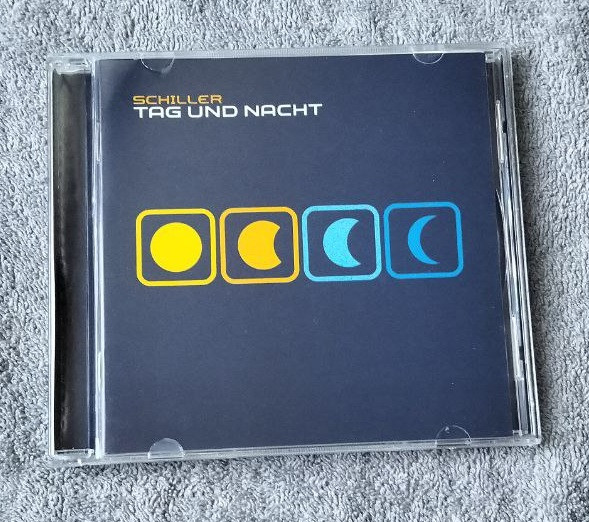 SCHILLER
TAG UND NACHT